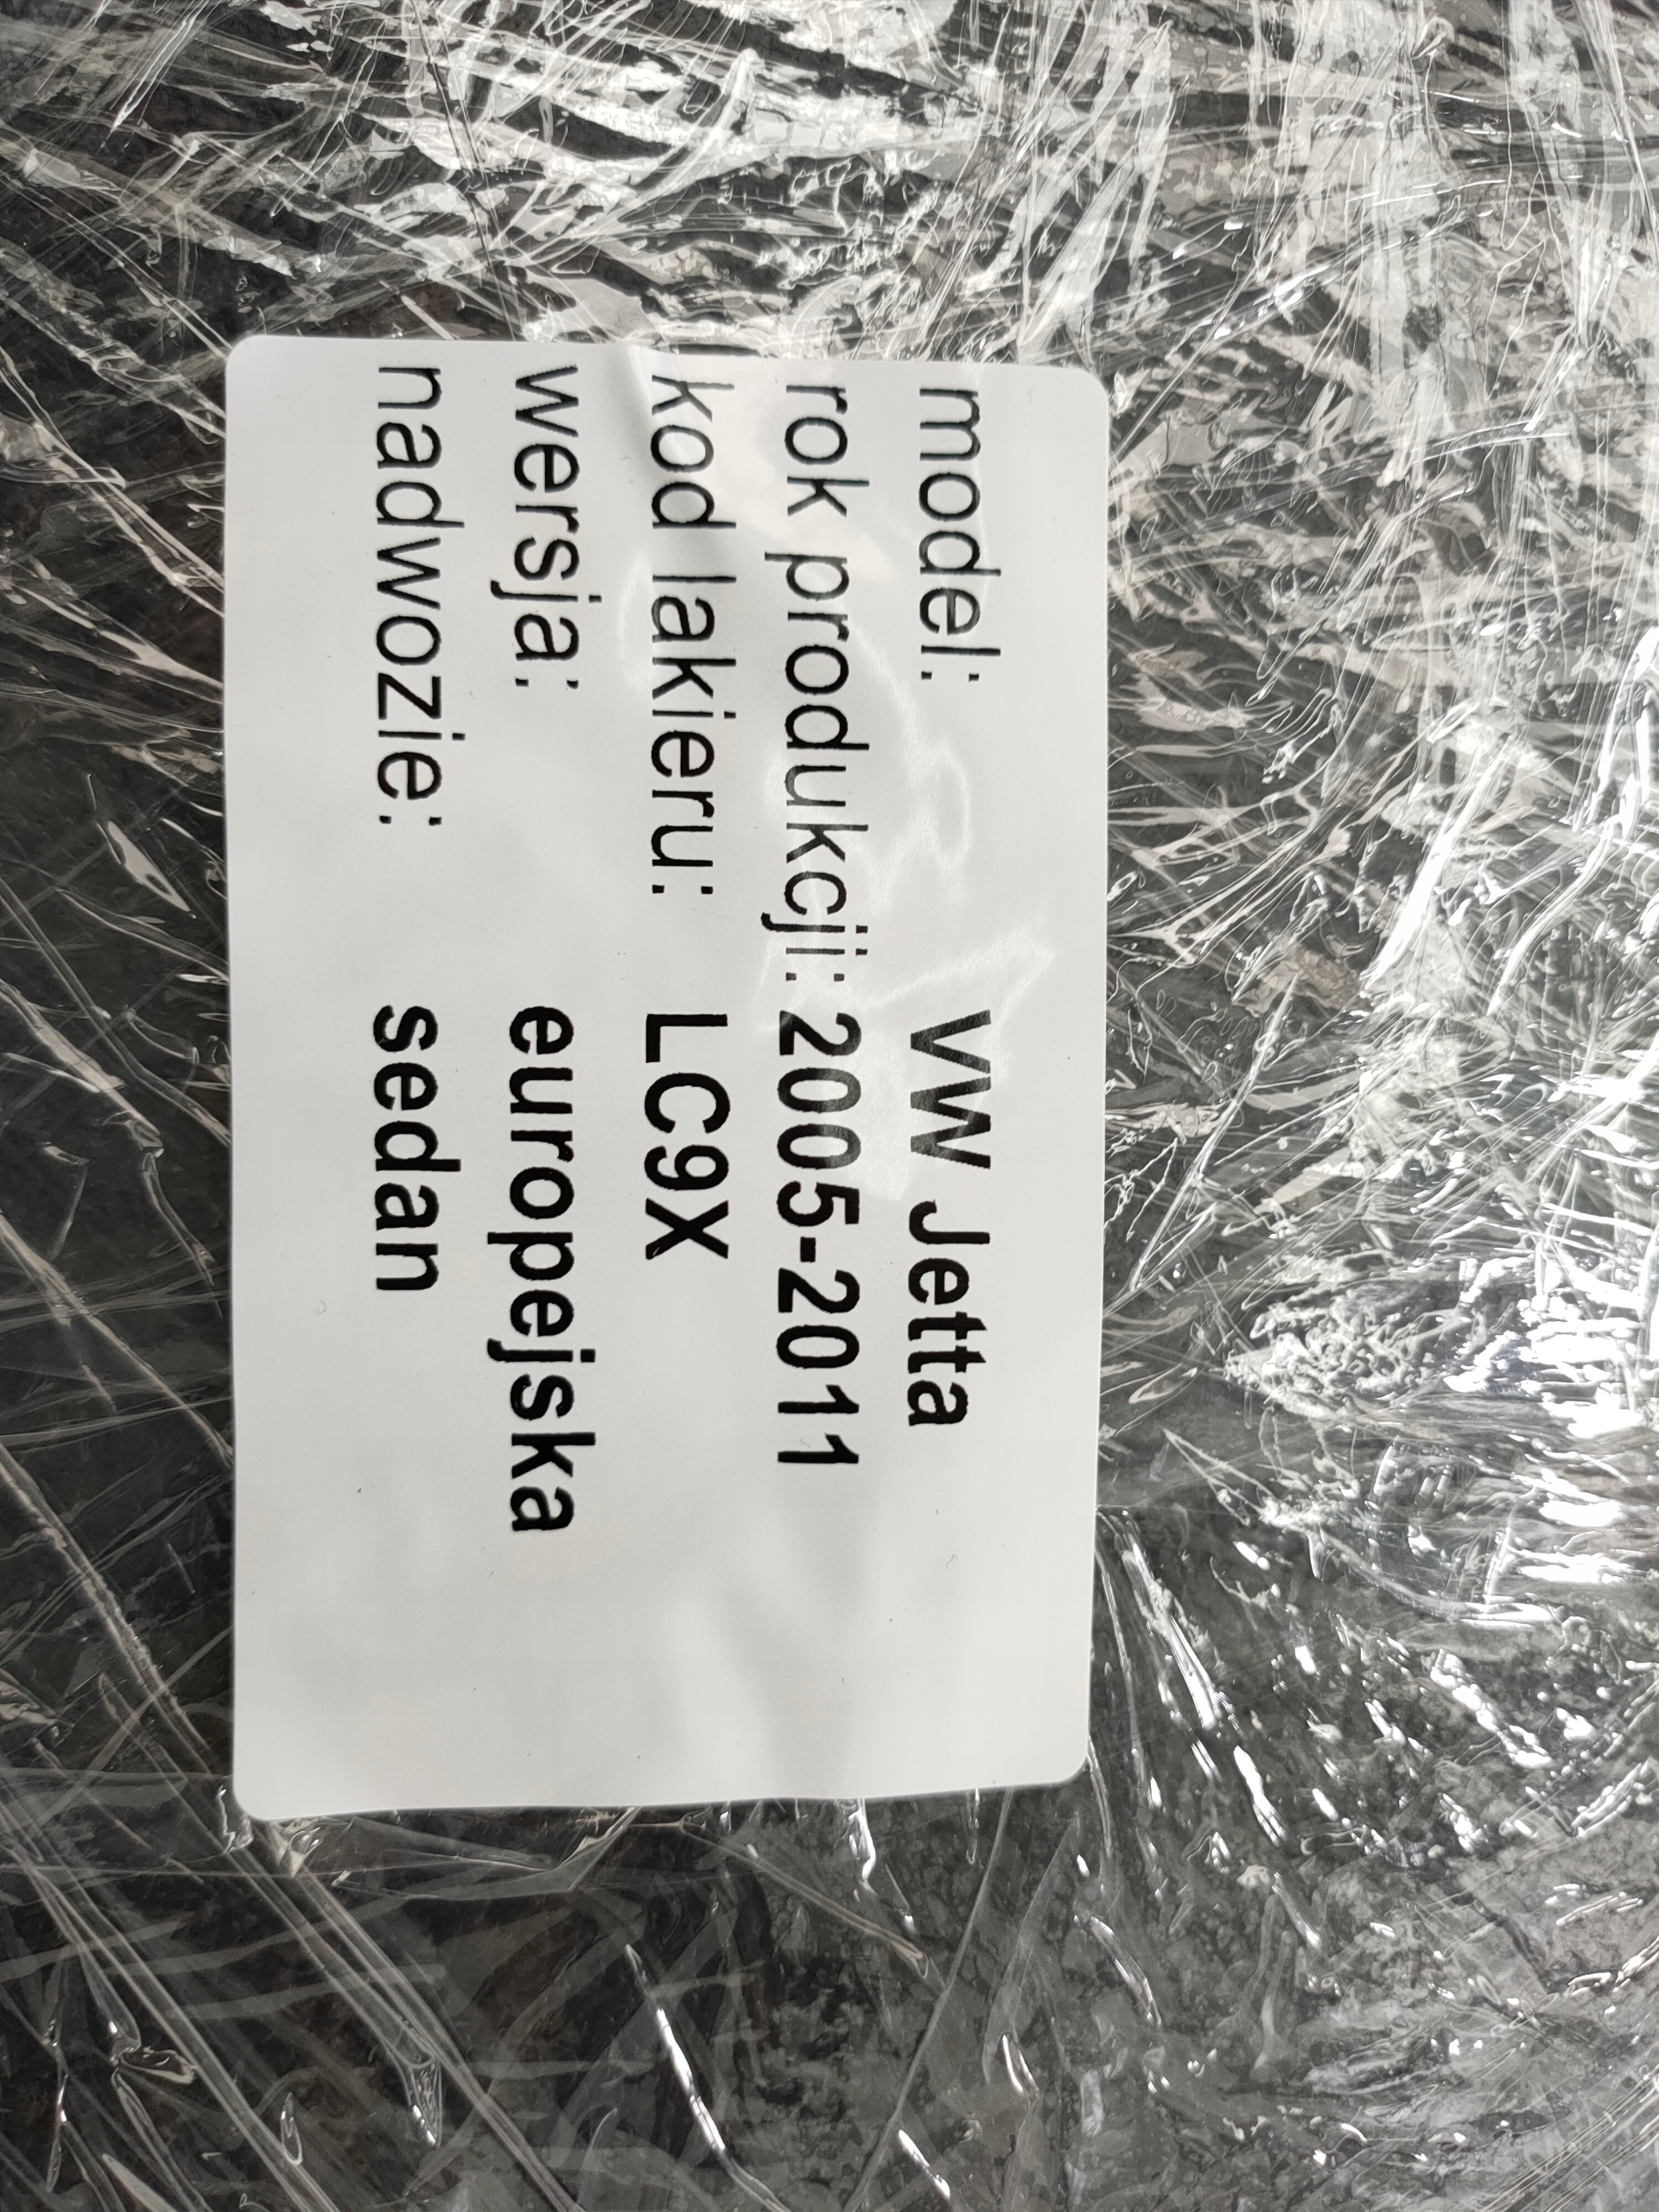 model: VW Jetta
rok produkcji: 2005-2011
kod lakieru: LC9X
wersja: europejska
nadwozie: sedan